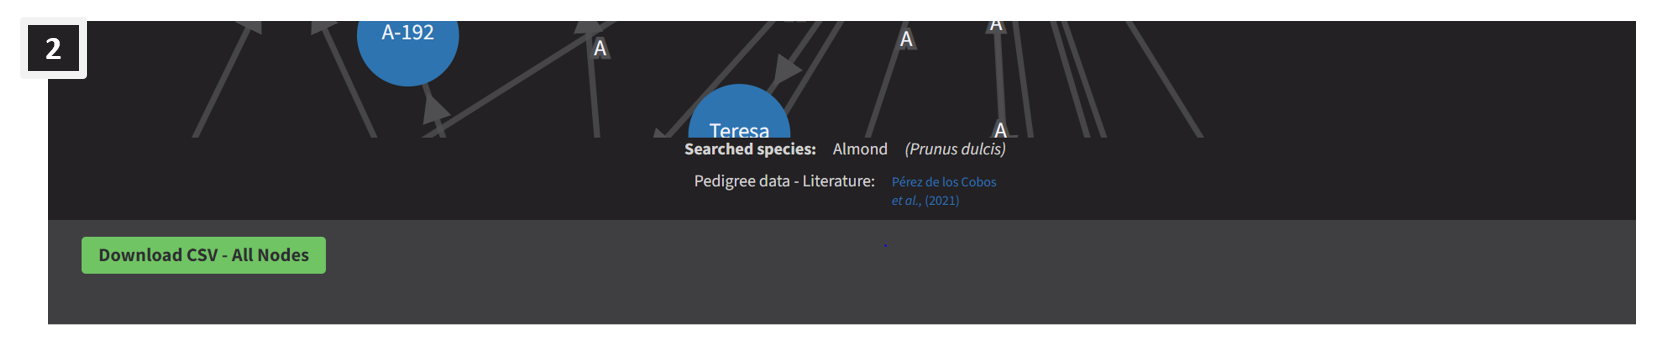 2
A-192
A
A
A
Teresa
A
Searched species: Almond (Prunus dulcis)
Pedigree data - Literature: Pérez de los Cobos
et al., (2021)
Download CSV - All Nodes